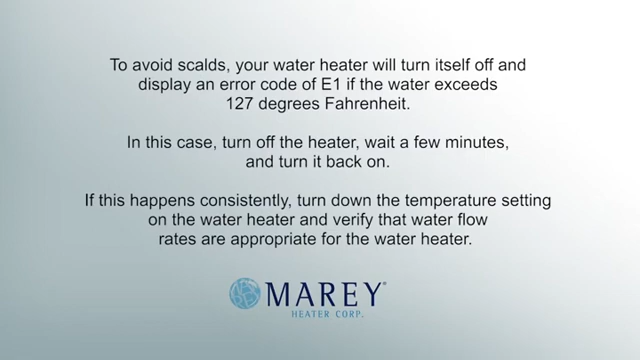 To avoid scalds, your water heater will turn itself off and
display an error code of E1 if the water exceeds
127 degrees Fahrenheit.
In this case, turn off the heater, wait a few minutes,
and turn it back on.
If this happens consistently, turn down the temperature setting
on the water heater and verify that water flow
rates are appropriate for the water heater.
MAREY®
HEATER CORP.